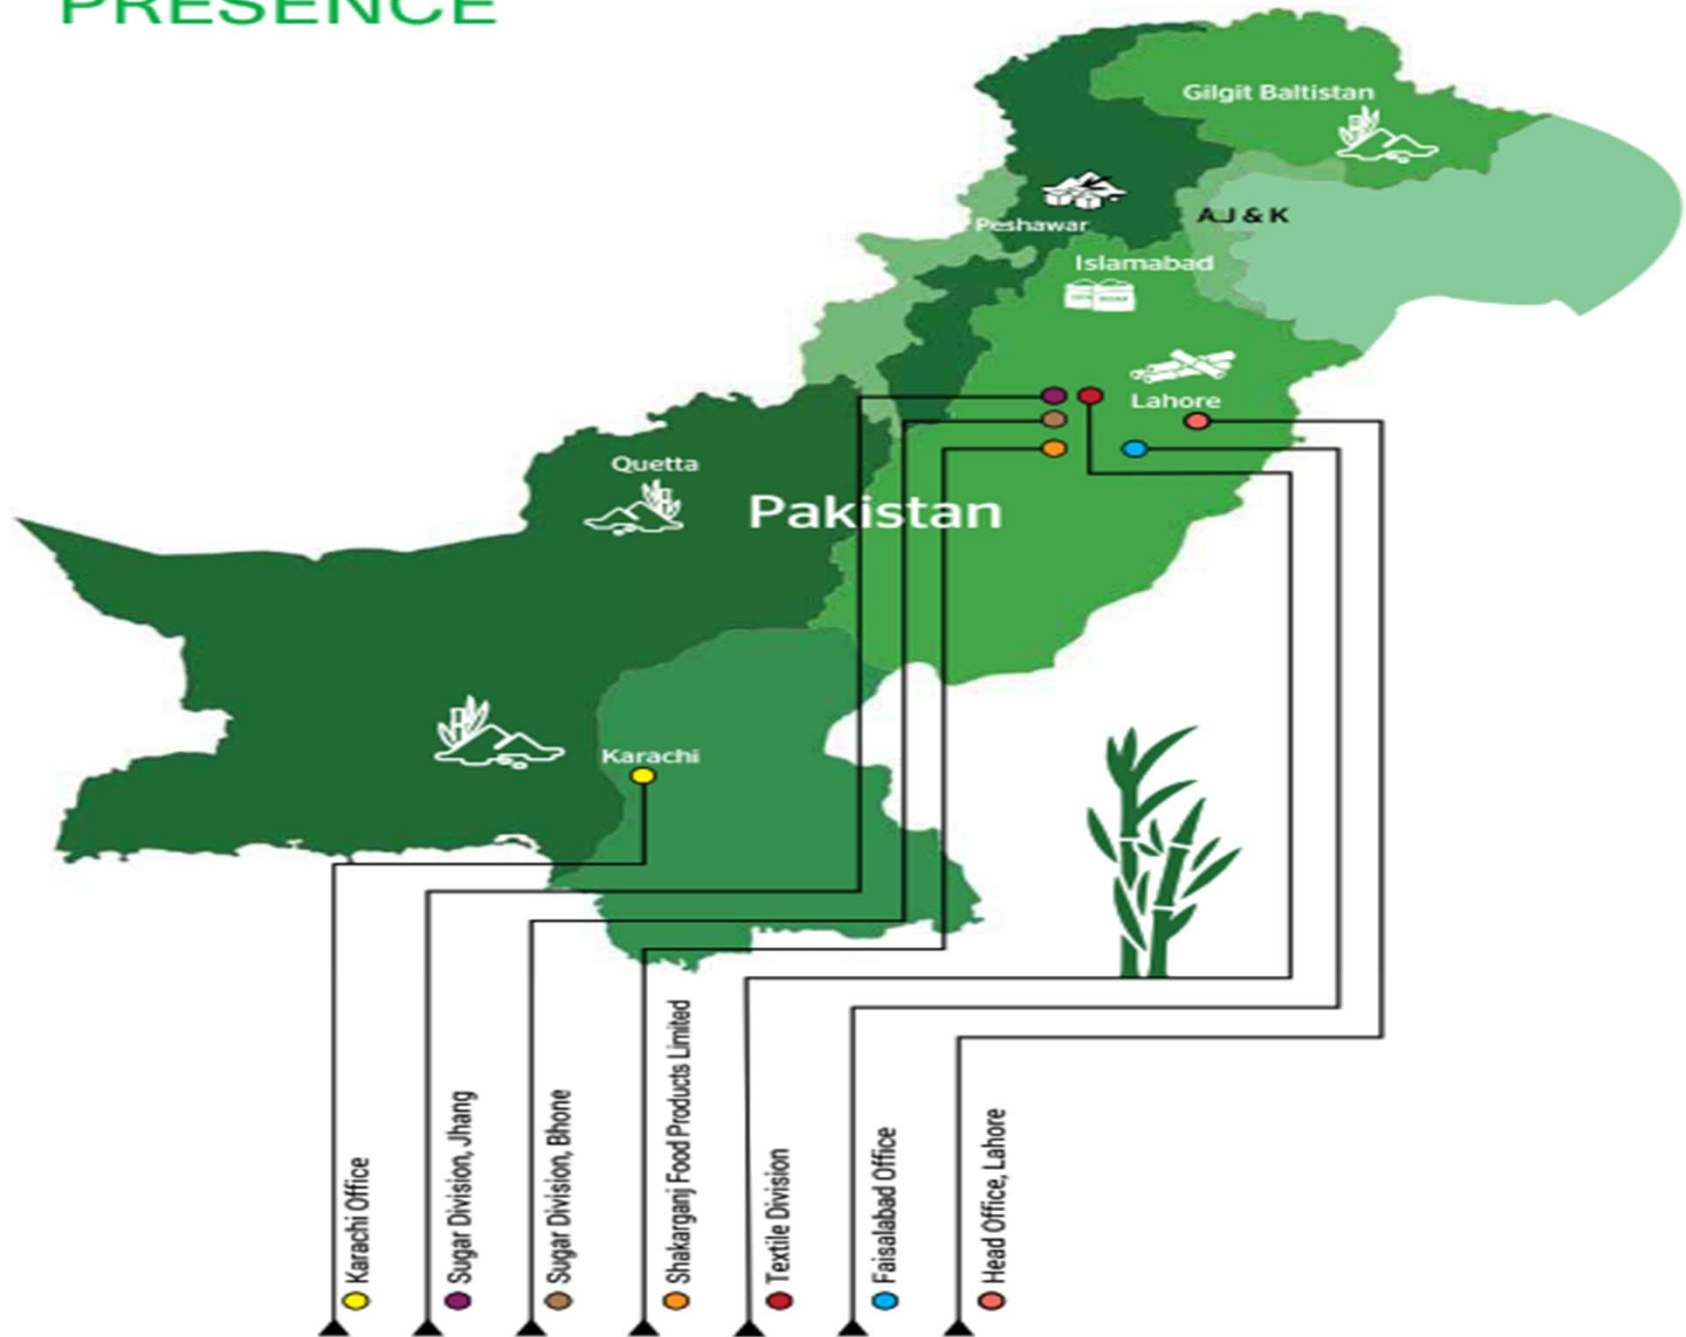 PRESENCE
Gilgit Baltistan
Peshawar
A J & K
Islamabad
Lahore
Quetta
Pakistan
Karachi
Karachi Office
Sugar Division, Jhang
Sugar Division, Bhone
Shakarganj Food Products Limited
Textile Division
Faisalabad Office
Head Office, Lahore